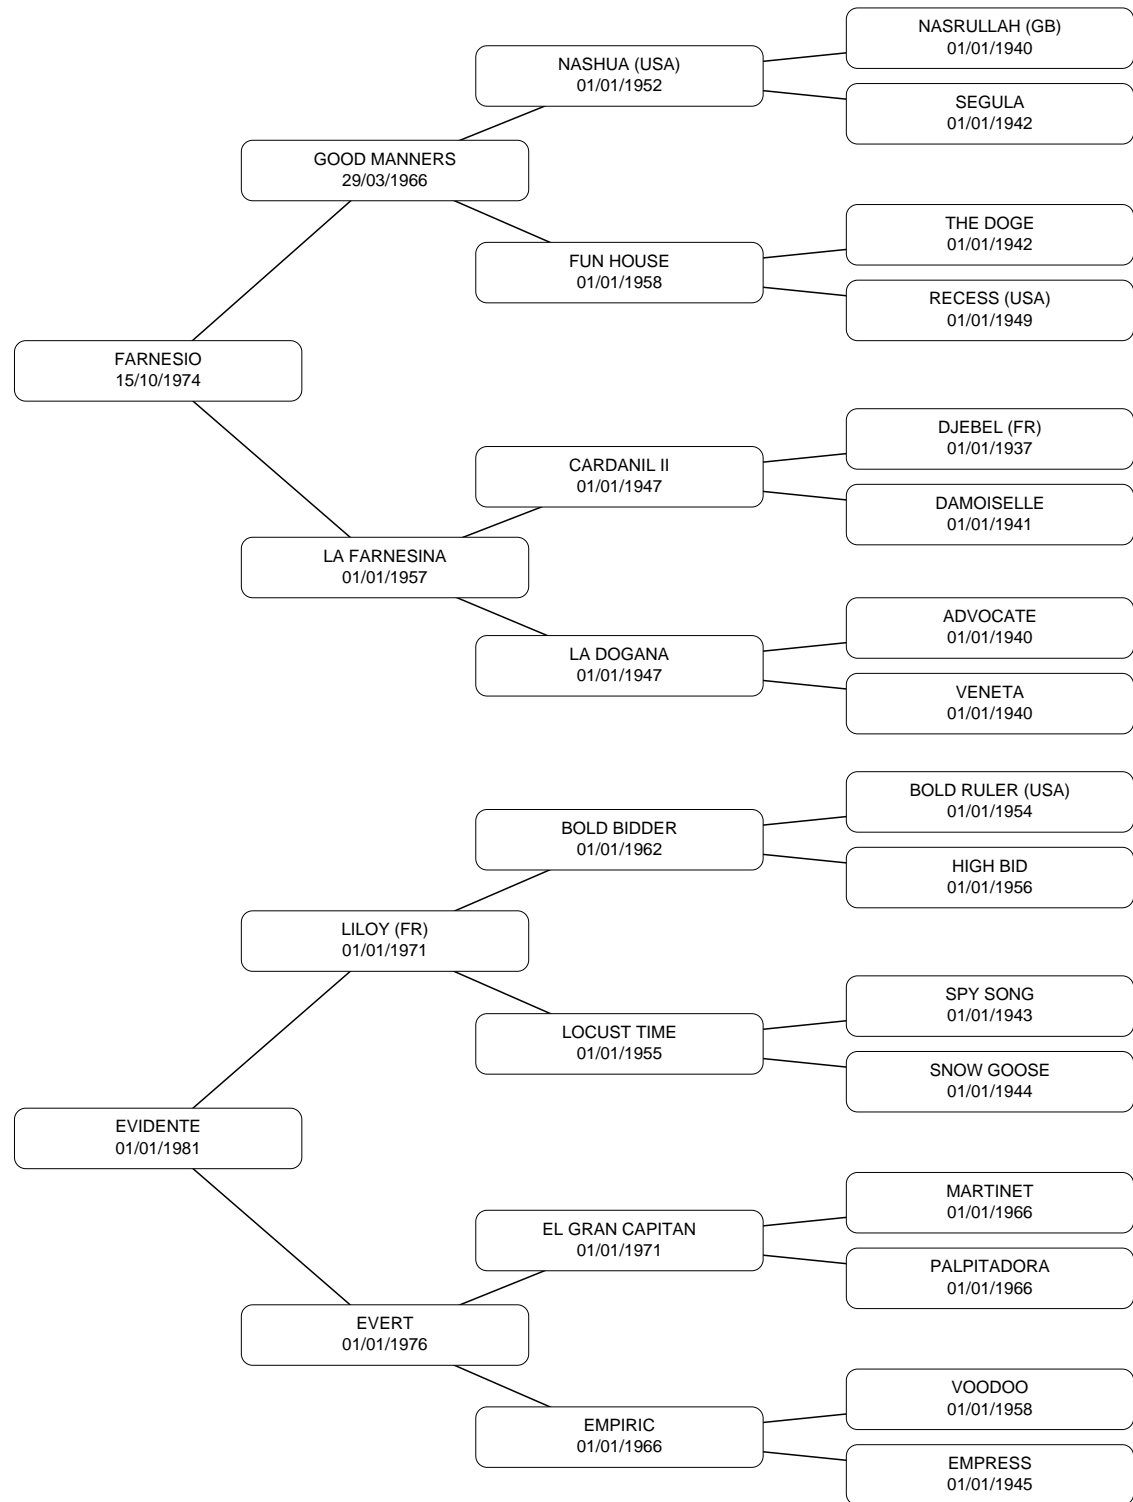 NASRULLAH (GB)
01/01/1940
NASHUA (USA)
01/01/1952
SEGULA
01/01/1942
GOOD MANNERS
29/03/1966
THE DOGE
01/01/1942
FUN HOUSE
01/01/1958
RECESS (USA)
01/01/1949
FARNESIO
15/10/1974
DJEBEL (FR)
01/01/1937
CARDANIL II
01/01/1947
DAMOISELLE
01/01/1941
LA FARNESINA
01/01/1957
ADVOCATE
01/01/1940
LA DOGANA
01/01/1947
VENETA
01/01/1940
BOLD RULER (USA)
01/01/1954
BOLD BIDDER
01/01/1962
HIGH BID
01/01/1956
LILOY (FR)
01/01/1971
SPY SONG
01/01/1943
LOCUST TIME
01/01/1955
SNOW GOOSE
01/01/1944
EVIDENTE
01/01/1981
MARTINET
01/01/1966
EL GRAN CAPITAN
01/01/1971
PALPITADORA
01/01/1966
EVERT
01/01/1976
VOODOO
01/01/1958
EMPIRIC
01/01/1966
EMPRESS
01/01/1945